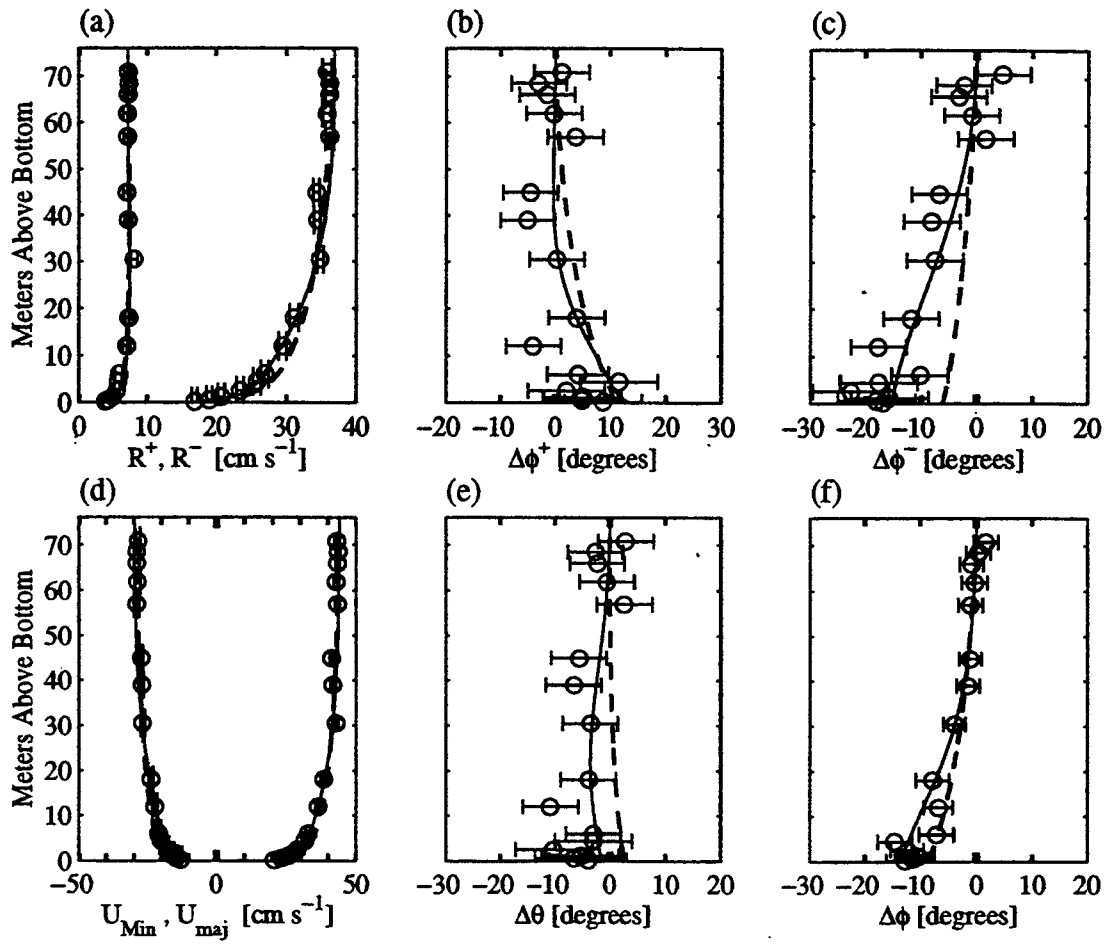 (a) (b) (c)
Meters Above Bottom
70
60
50
40
30
20
10
0
0 10 20 30 40
R⁺, R⁻ [cm s⁻¹]
−20 −10 0 10 20 30
Δϕ⁺ [degrees]
−30 −20 −10 0 10 20
Δϕ⁻ [degrees]
(d) (e) (f)
Meters Above Bottom
70
60
50
40
30
20
10
0
−50 0 50
U_Min, U_maj [cm s⁻¹]
−30 −20 −10 0 10 20
Δθ [degrees]
−30 −20 −10 0 10 20
Δϕ [degrees]